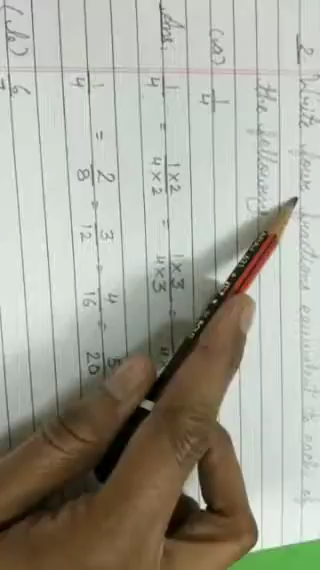 2 Write four fractions equivalent to each of
the following
(a) 1/4
Ans. 1/4 = 1×2/4×2 = 1×3/4×3 =
1/4 = 2/8 = 3/12 = 4/16 = 5/20
(b) 6/7